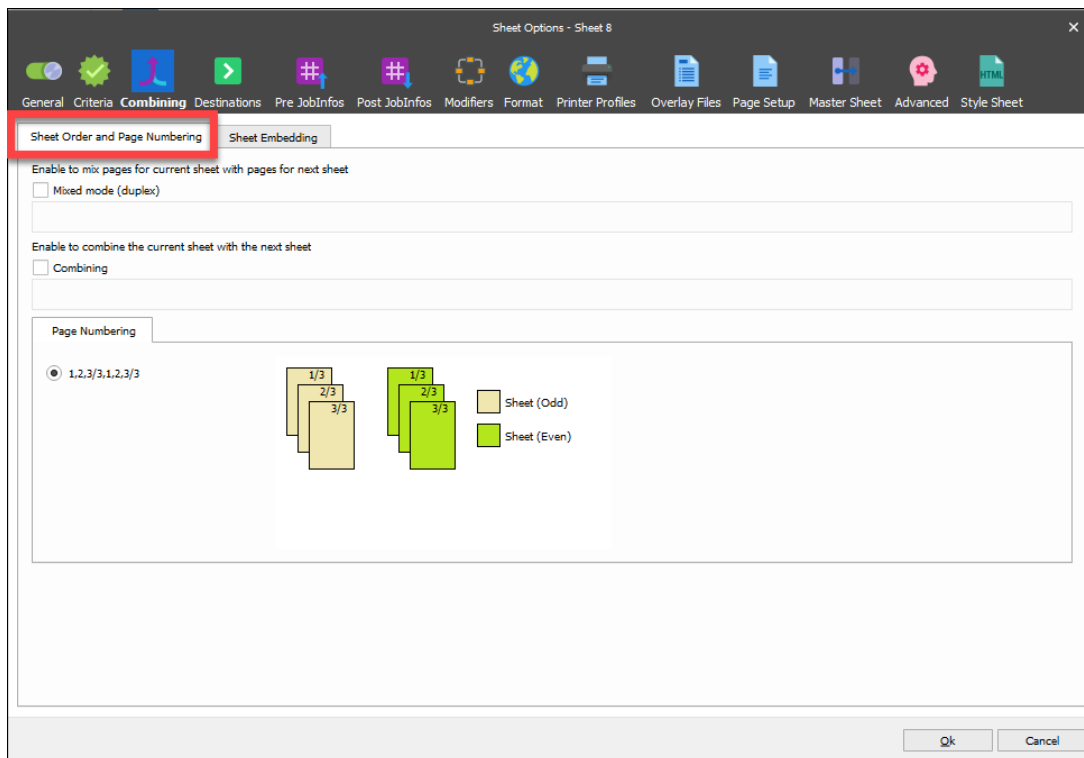 Sheet Options - Sheet 8
General Criteria Combining Destinations Pre JobInfos Post JobInfos Modifiers Format Printer Profiles Overlay Files Page Setup Master Sheet Advanced Style Sheet
HTML
Sheet Order and Page Numbering Sheet Embedding
Enable to mix pages for current sheet with pages for next sheet
Mixed mode (duplex)
Enable to combine the current sheet with the next sheet
Combining
Page Numbering
1,2,3/3,1,2,3/3
1/3 1/3
2/3 2/3
3/3 3/3
Sheet (Odd)
Sheet (Even)
Ok Cancel